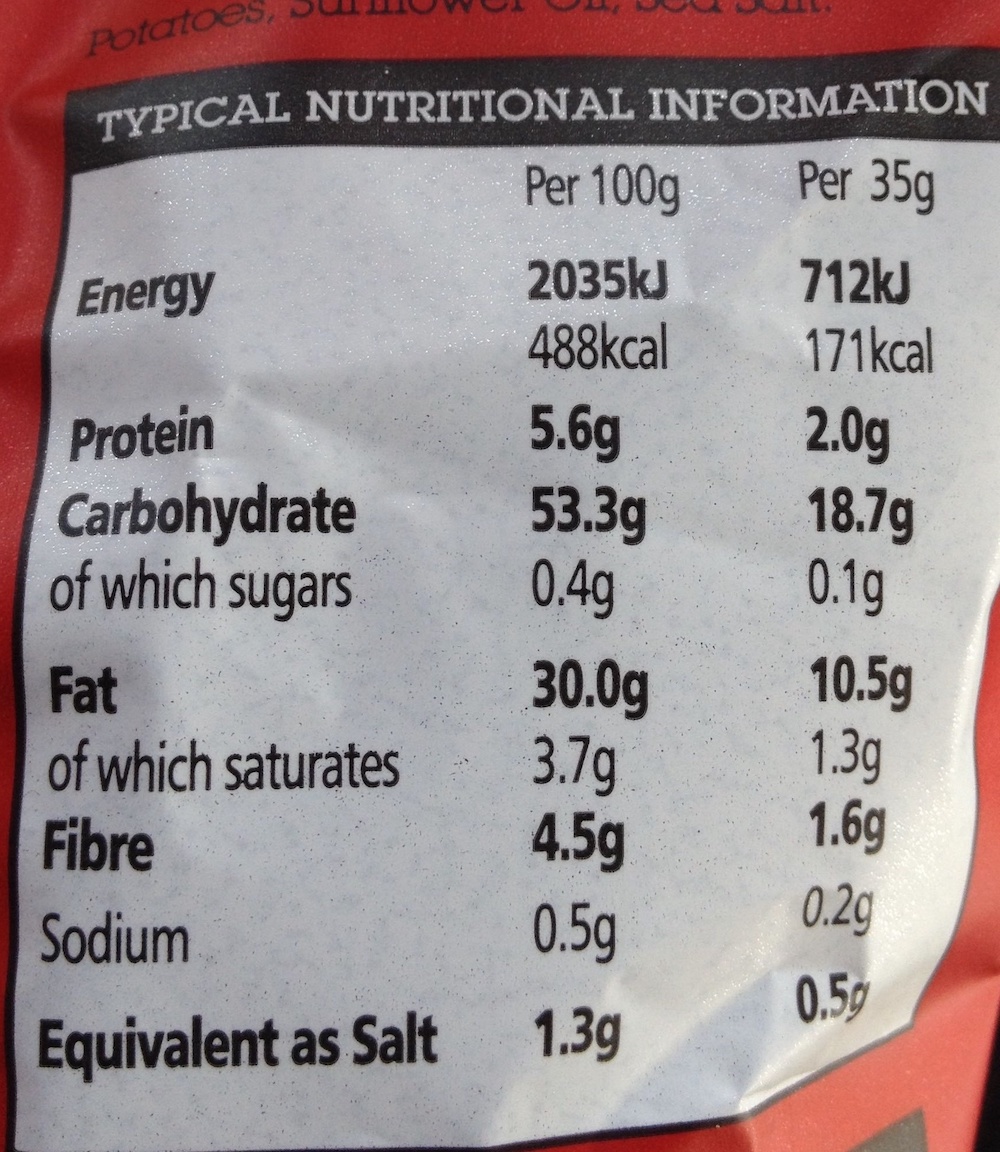 Potatoes, Sunflower Oil, Sea Salt.
TYPICAL NUTRITIONAL INFORMATION
Per 100g Per 35g
Energy 2035kJ 712kJ
488kcal 171kcal
Protein 5.6g 2.0g
Carbohydrate 53.3g 18.7g
of which sugars 0.4g 0.1g
Fat 30.0g 10.5g
of which saturates 3.7g 1.3g
Fibre 4.5g 1.6g
Sodium 0.5g 0.2g
Equivalent as Salt 1.3g 0.5g